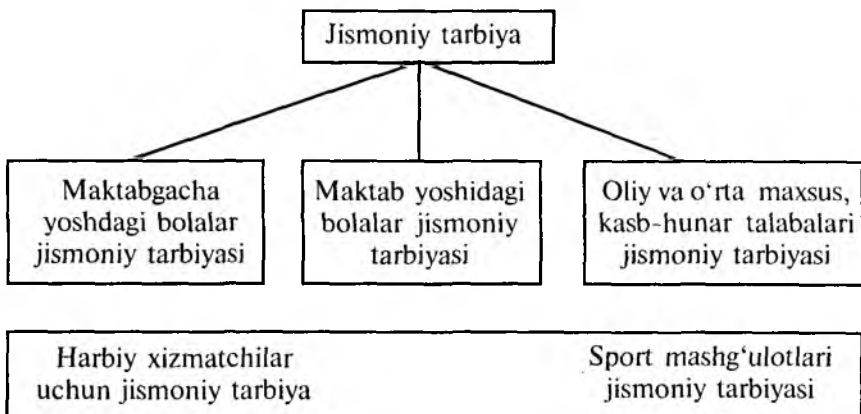 Jismoniy tarbiya
Maktabgacha
yoshdagi bolalar
jismoniy tarbiyasi
Maktab yoshidagi
bolalar jismoniy
tarbiyasi
Oliy va o‘rta maxsus,
kasb-hunar talabalari
jismoniy tarbiyasi
Harbiy xizmatchilar
uchun jismoniy tarbiya
Sport mashg‘ulotlari
jismoniy tarbiyasi